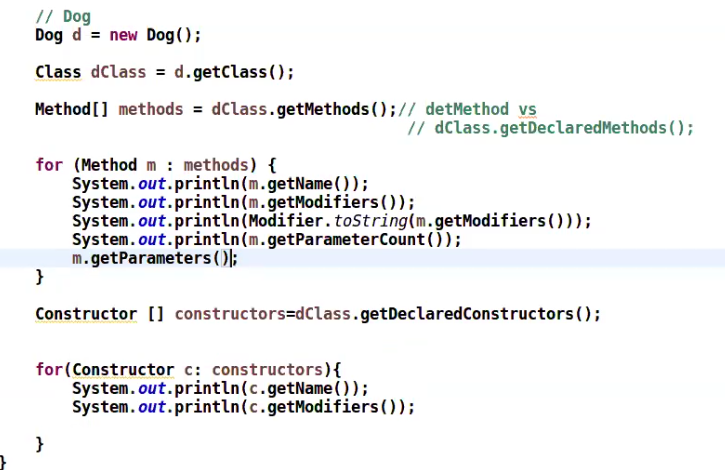 // Dog
Dog d = new Dog();
Class dClass = d.getClass();
Method[] methods = dClass.getMethods();// detMethod vs
// dClass.getDeclaredMethods();
for (Method m : methods) {
System.out.println(m.getName());
System.out.println(m.getModifiers());
System.out.println(Modifier.toString(m.getModifiers()));
System.out.println(m.getParameterCount());
m.getParameters();
}
Constructor [] constructors=dClass.getDeclaredConstructors();
for(Constructor c: constructors){
System.out.println(c.getName());
System.out.println(c.getModifiers());
}
}